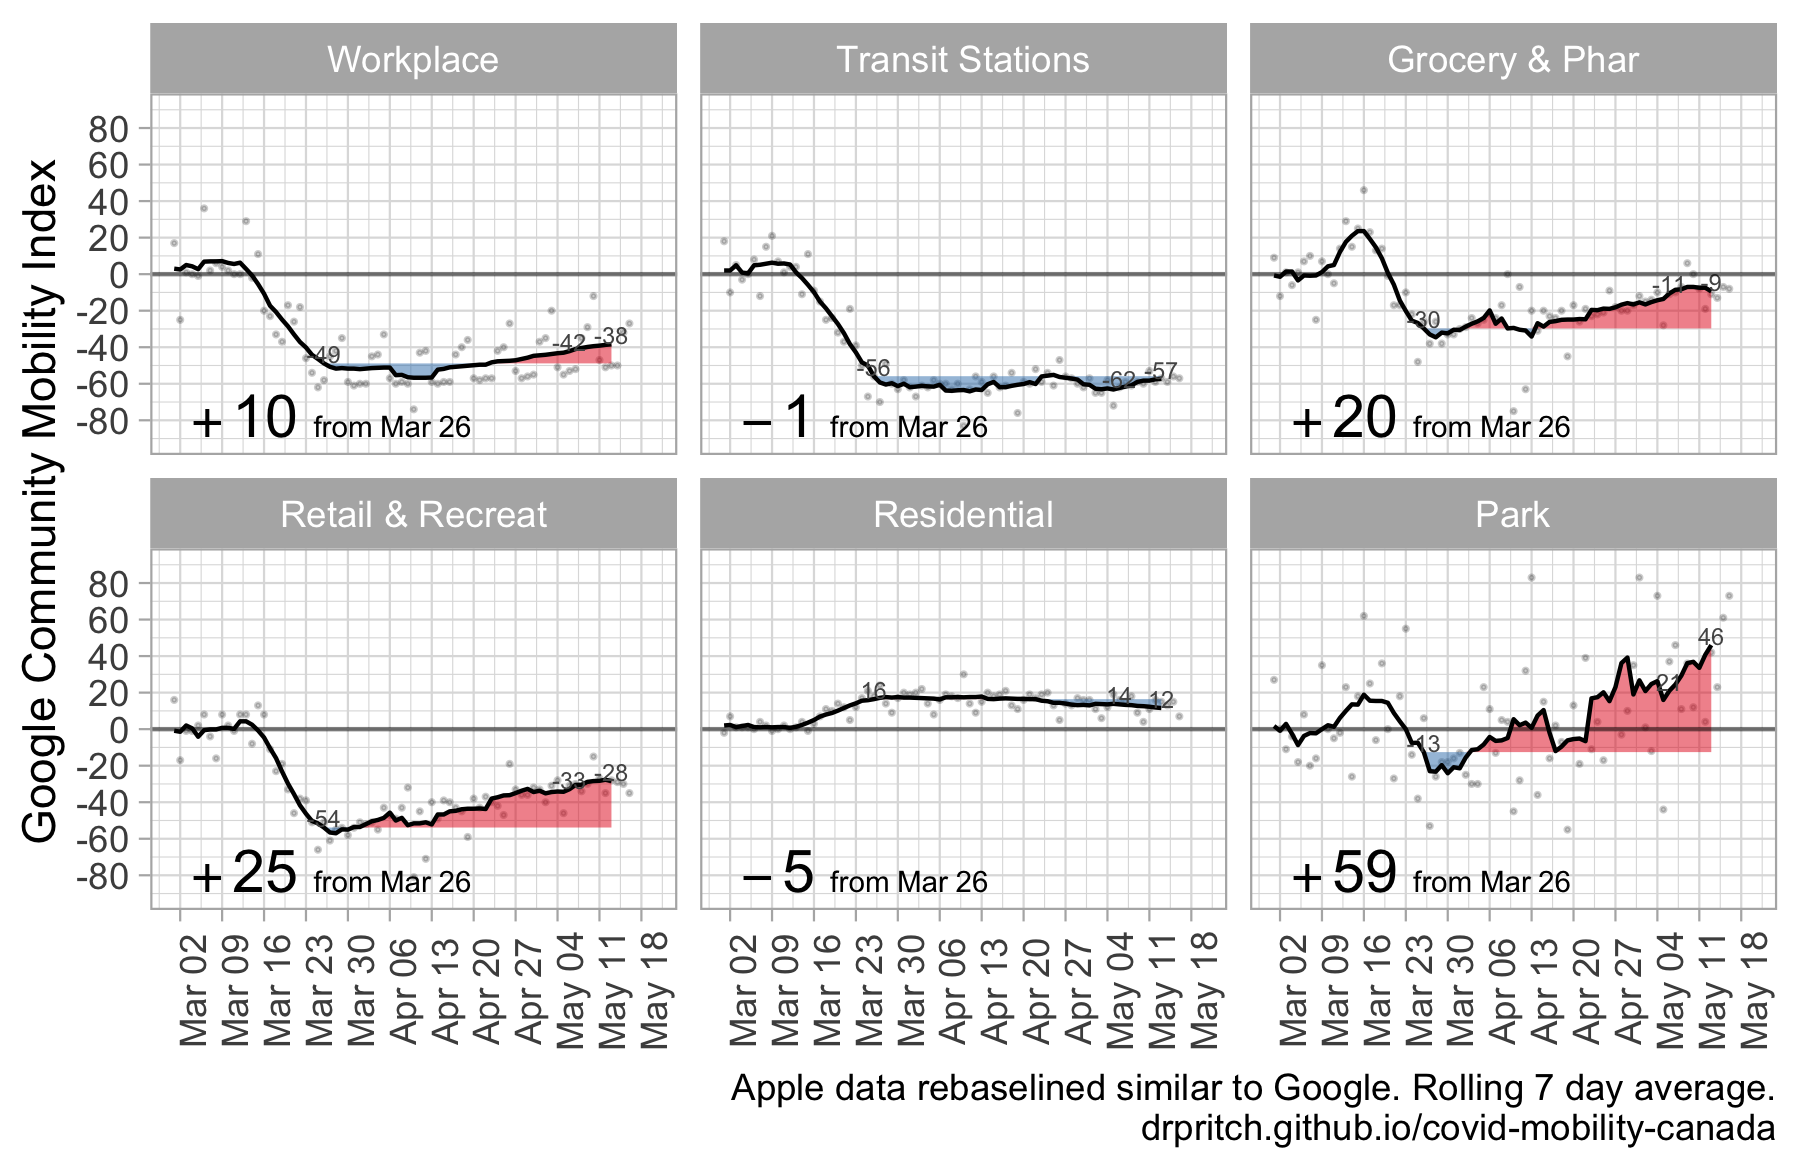 Workplace
Transit Stations
Grocery & Phar
Google Community Mobility Index
80
60
40
20
0
-20
-40
-60
-80
-49
-42
-38
+10 from Mar 26
-56
-62
-57
−1 from Mar 26
-30
-11
-9
+20 from Mar 26
Retail & Recreat
Residential
Park
80
60
40
20
0
-20
-40
-60
-80
-54
-33
-28
+25 from Mar 26
16
14
12
−5 from Mar 26
-13
21
46
+59 from Mar 26
Mar 02
Mar 09
Mar 16
Mar 23
Mar 30
Apr 06
Apr 13
Apr 20
Apr 27
May 04
May 11
May 18
Mar 02
Mar 09
Mar 16
Mar 23
Mar 30
Apr 06
Apr 13
Apr 20
Apr 27
May 04
May 11
May 18
Mar 02
Mar 09
Mar 16
Mar 23
Mar 30
Apr 06
Apr 13
Apr 20
Apr 27
May 04
May 11
May 18
Apple data rebaselined similar to Google. Rolling 7 day average.
drpritch.github.io/covid-mobility-canada